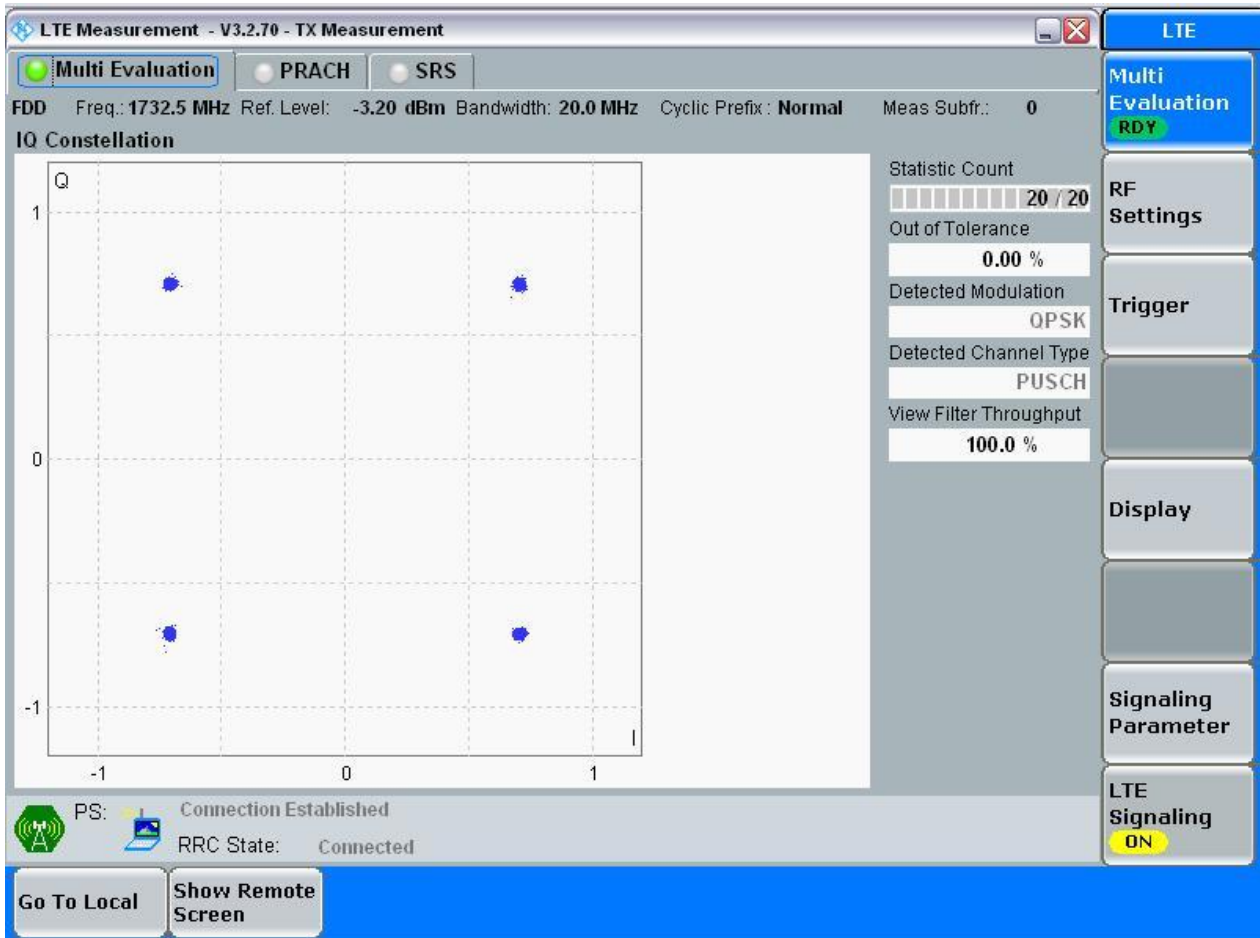 LTE Measurement - V3.2.70 - TX Measurement
LTE
Multi Evaluation
PRACH
SRS
FDD Freq.: 1732.5 MHz Ref. Level: -3.20 dBm Bandwidth: 20.0 MHz Cyclic Prefix : Normal Meas Subfr.: 0
IQ Constellation
Q
1
0
-1
-1 0 1
I
Statistic Count
20 / 20
Out of Tolerance
0.00 %
Detected Modulation
QPSK
Detected Channel Type
PUSCH
View Filter Throughput
100.0 %
Multi
Evaluation
RDY
RF
Settings
Trigger
Display
Signaling
Parameter
LTE
Signaling
ON
PS: Connection Established
RRC State: Connected
Go To Local
Show Remote
Screen